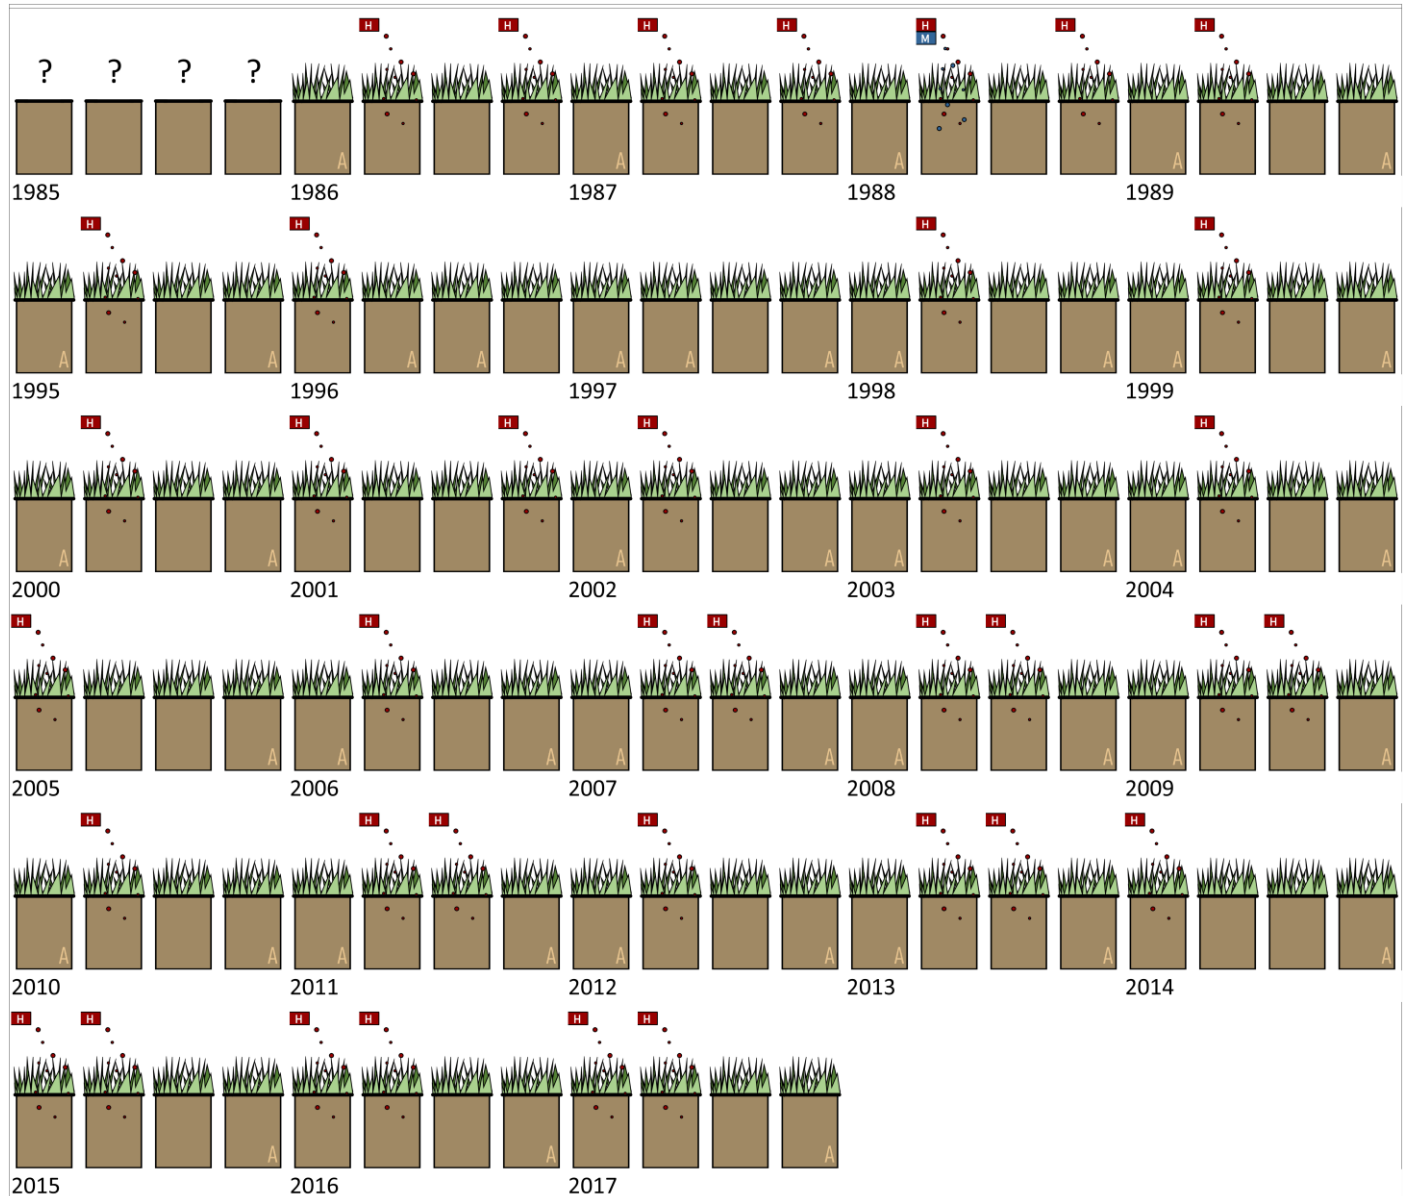 H H H H H H H
M
? ? ? ?
A A A A A
1985 1986 1987 1988 1989
H H H H
A A A A A A A A A A A
1995 1996 1997 1998 1999
H H H H H H
A A A A A A A A
2000 2001 2002 2003 2004
H H H H H H H H
A A A A A A A A A
2005 2006 2007 2008 2009
H H H H H H H
A A A A A A A A A
2010 2011 2012 2013 2014
H H H H H H
A A A
2015 2016 2017